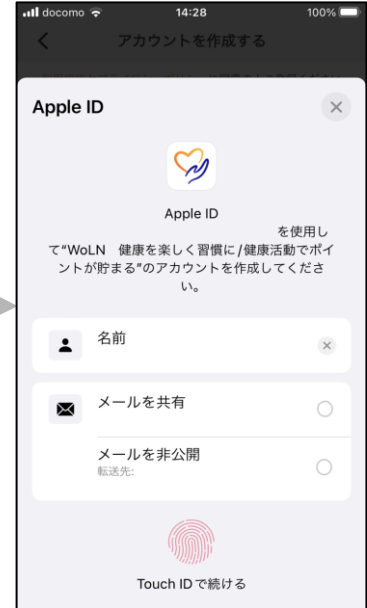 docomo 14:28 100%
アカウントを作成する
Apple ID
Apple ID
を使用し
て"WoLN 健康を楽しく習慣に/健康活動でポイ
ントが貯まる"のアカウントを作成してくださ
い。
名前
メールを共有
メールを非公開
転送先:
Touch IDで続ける